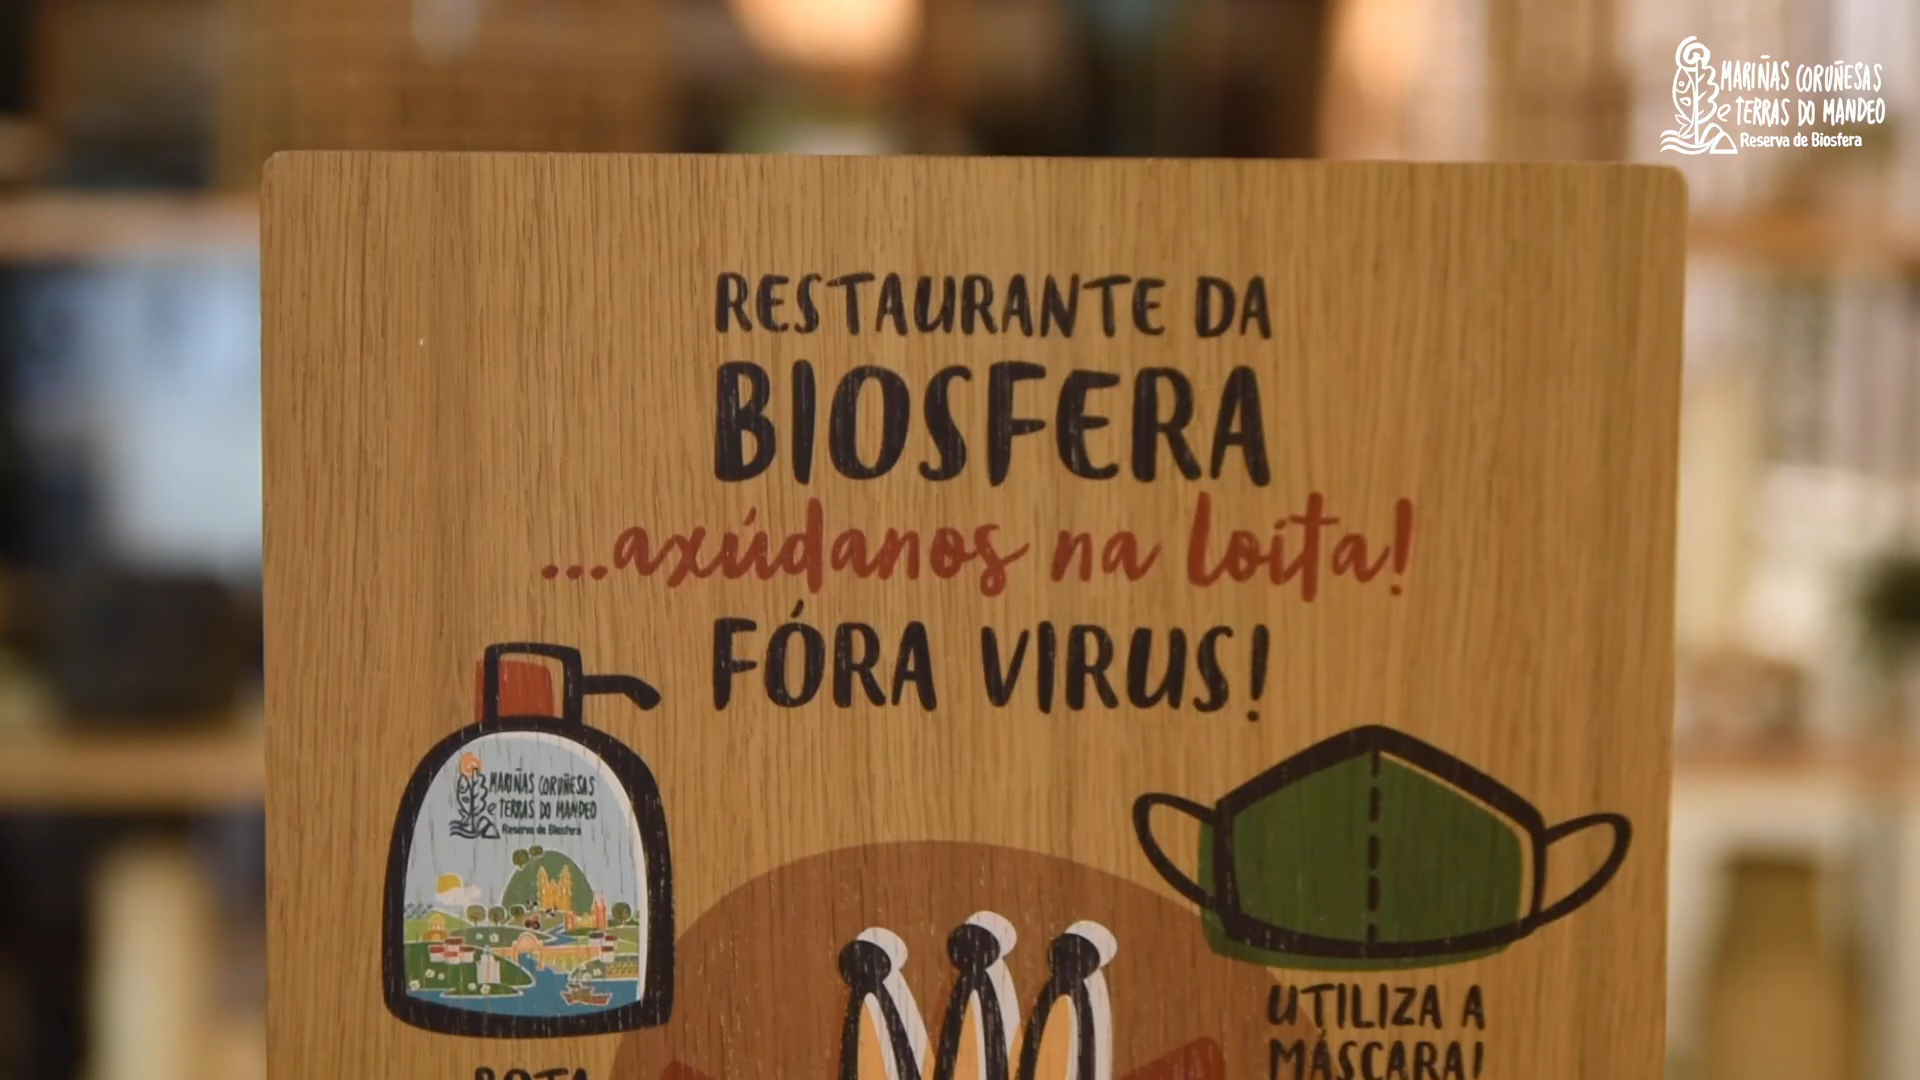 MARIÑAS CORUÑESAS
e TERRAS DO MANDEO
Reserva de Biosfera
RESTAURANTE DA
BIOSFERA
...axúdanos na loita!
FÓRA VIRUS!
MARIÑAS CORUÑESAS
e TERRAS DO MANDEO
Reserva de Biosfera
UTILIZA A
MÁSCARA!